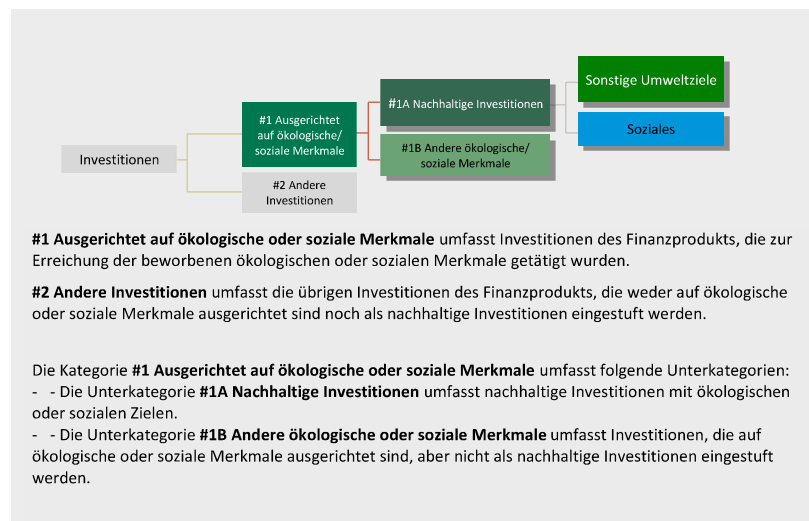 Sonstige Umweltziele
#1A Nachhaltige Investitionen
#1 Ausgerichtet
auf ökologische/
soziale Merkmale
Soziales
#1B Andere ökologische/
soziale Merkmale
Investitionen
#2 Andere
Investitionen
#1 Ausgerichtet auf ökologische oder soziale Merkmale umfasst Investitionen des Finanzprodukts, die zur
Erreichung der beworbenen ökologischen oder sozialen Merkmale getätigt wurden.
#2 Andere Investitionen umfasst die übrigen Investitionen des Finanzprodukts, die weder auf ökologische
oder soziale Merkmale ausgerichtet sind noch als nachhaltige Investitionen eingestuft werden.
Die Kategorie #1 Ausgerichtet auf ökologische oder soziale Merkmale umfasst folgende Unterkategorien:
- - Die Unterkategorie #1A Nachhaltige Investitionen umfasst nachhaltige Investitionen mit ökologischen
oder sozialen Zielen.
- - Die Unterkategorie #1B Andere ökologische oder soziale Merkmale umfasst Investitionen, die auf
ökologische oder soziale Merkmale ausgerichtet sind, aber nicht als nachhaltige Investitionen eingestuft
werden.